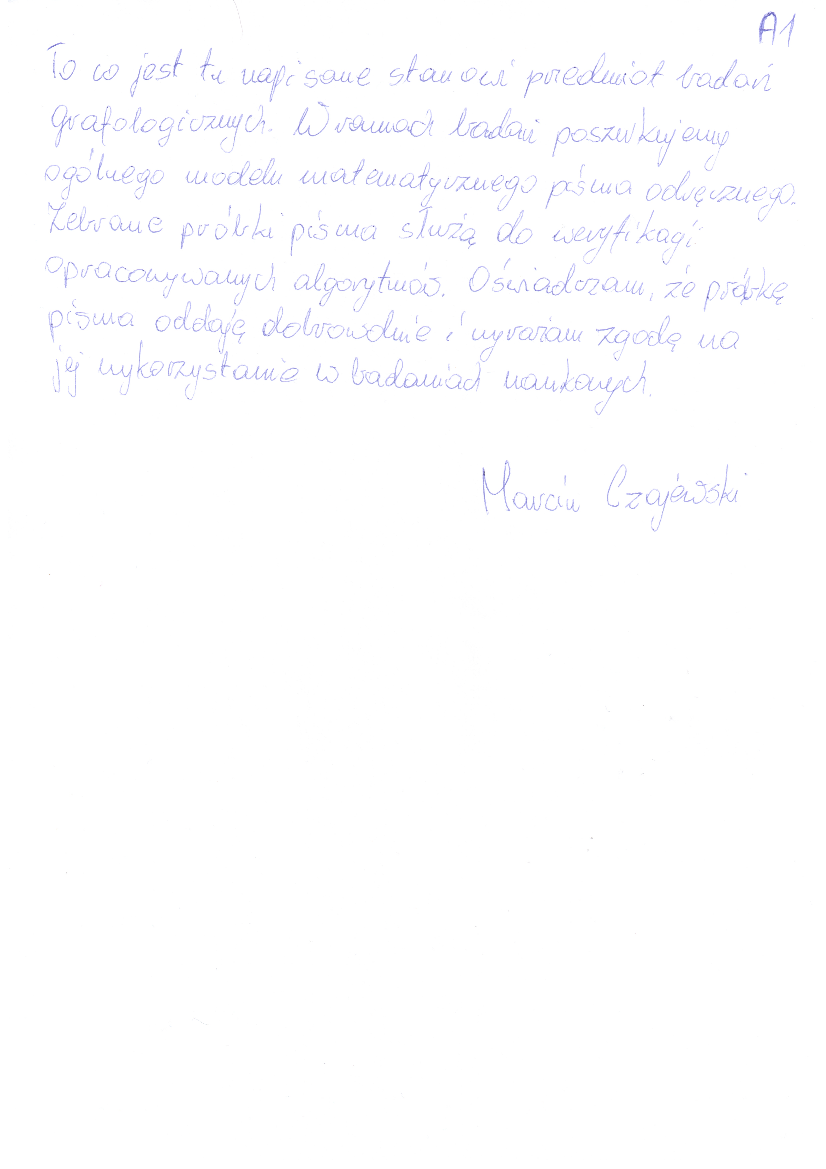 A1
To co jest tu napisane stanowi przedmiot badań
grafologicznych. W ramach badań poszukujemy
ogólnego modelu matematycznego pisma odręcznego.
Zebrane próbki pisma służą do weryfikacji
opracowywanych algorytmów. Oświadczam, że próbkę
pisma oddaję dobrowolnie i wyrażam zgodę na
jej wykorzystanie w badaniach naukowych.
Marcin Czajewski